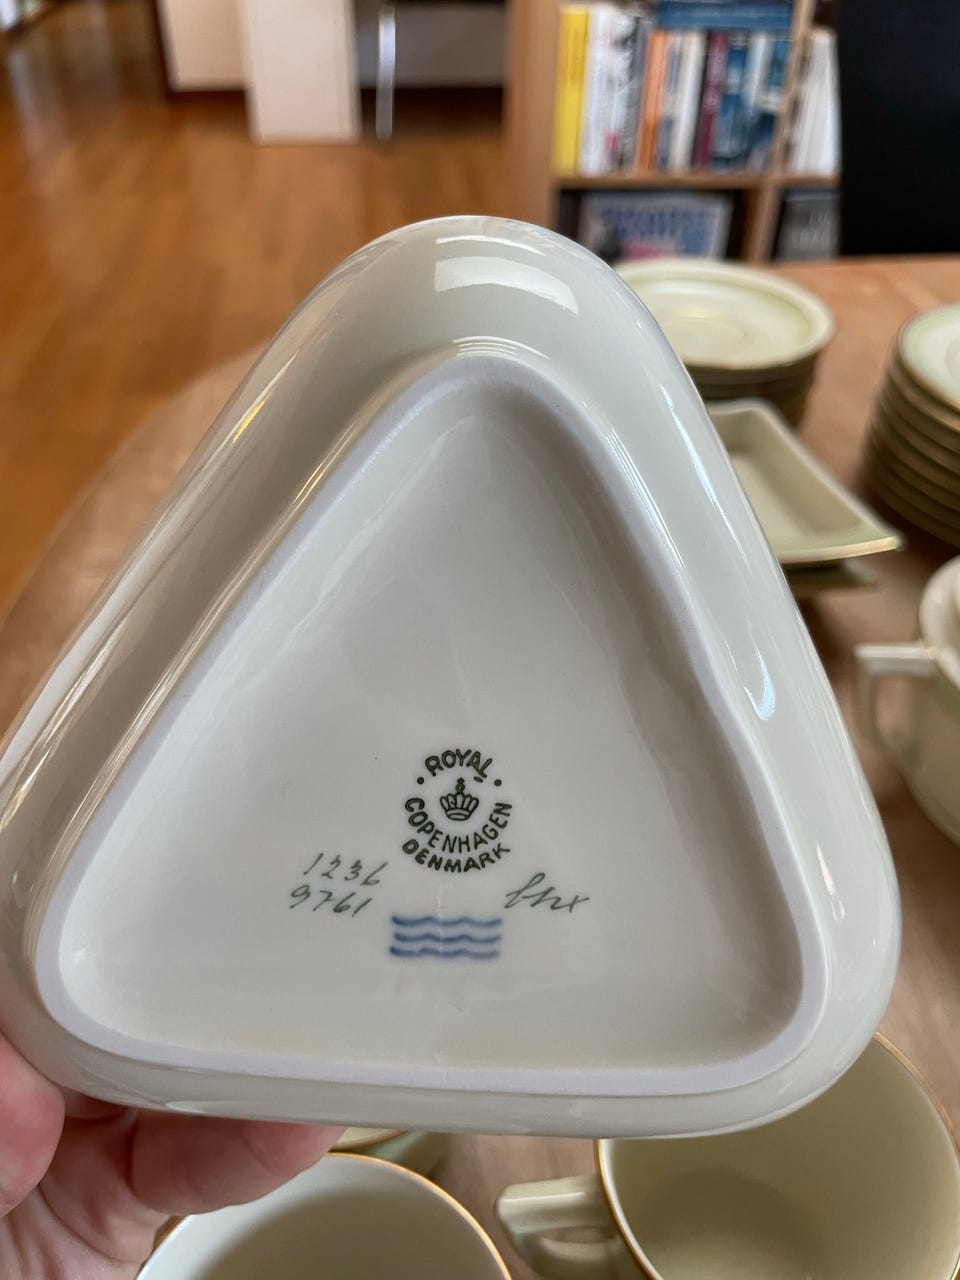 ROYAL
COPENHAGEN
DENMARK
1236
9761